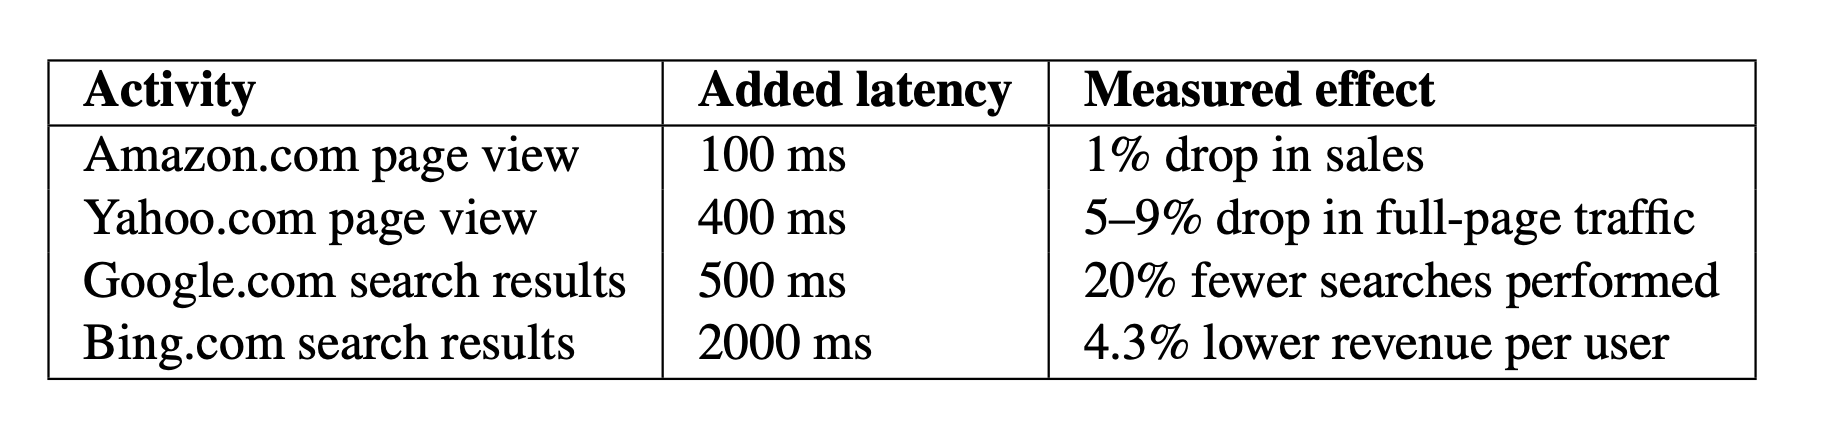 Activity Added latency Measured effect
Amazon.com page view 100 ms 1% drop in sales
Yahoo.com page view 400 ms 5–9% drop in full-page traffic
Google.com search results 500 ms 20% fewer searches performed
Bing.com search results 2000 ms 4.3% lower revenue per user